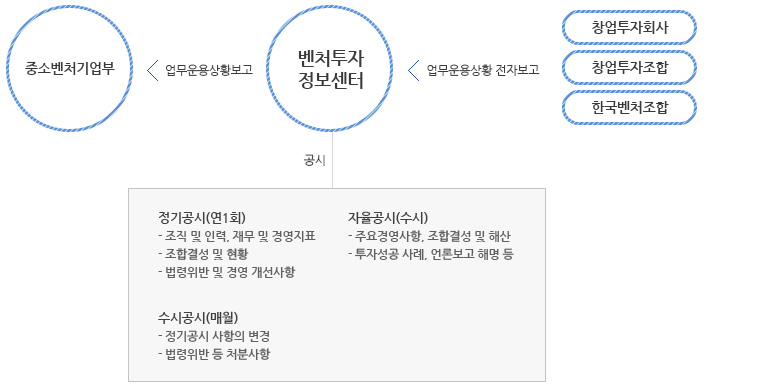 중소벤처기업부
업무운용상황보고
벤처투자
정보센터
업무운용상황 전자보고
창업투자회사
창업투자조합
한국벤처조합
공시
정기공시(연1회)
- 조직 및 인력, 재무 및 경영지표
- 조합결성 및 현황
- 법령위반 및 경영 개선사항
자율공시(수시)
- 주요경영사항, 조합결성 및 해산
- 투자성공 사례, 언론보고 해명 등
수시공시(매월)
- 정기공시 사항의 변경
- 법령위반 등 처분사항